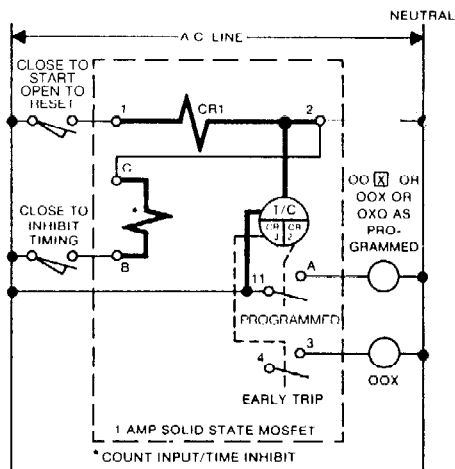 NEUTRAL
A C LINE
CLOSE TO
START
OPEN TO
RESET
1
CR1
2
C
T/C
CR
1
CR
2
OO X OR
OOX OR
OXO AS
PRO-
GRAMMED
CLOSE TO
INHIBIT
TIMING
*
B
11
A
PROGRAMMED
3
4
OOX
EARLY TRIP
1 AMP SOLID STATE MOSFET
* COUNT INPUT/TIME INHIBIT